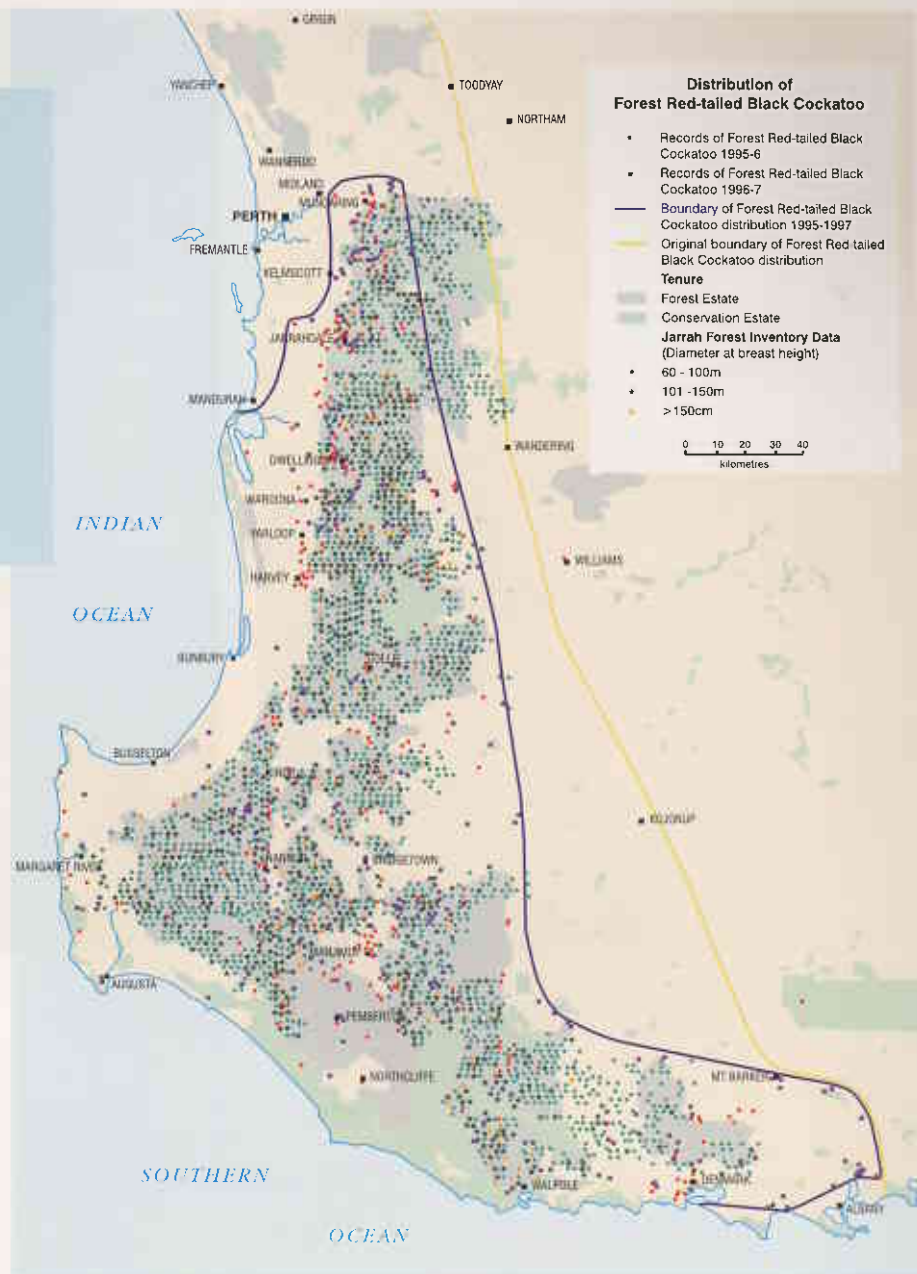 GINGIN
YANCHEP
TOODYAY
NORTHAM
WANNEROO
MIDLAND
MUNDARING
PERTH
FREMANTLE
KELMSCOTT
JARRAHDALE
MANDURAH
DWELLINGUP
WANDERING
WAROONA
YARLOOP
HARVEY
WILLIAMS
INDIAN
OCEAN
BUNBURY
COLLIE
BUSSELTON
KOJONUP
MARGARET RIVER
NANNUP
BRIDGETOWN
MANJIMUP
AUGUSTA
PEMBERTON
NORTHCLIFFE
MT BARKER
SOUTHERN
OCEAN
WALPOLE
DENMARK
ALBANY
Distribution of
Forest Red-tailed Black Cockatoo
Records of Forest Red-tailed Black
Cockatoo 1995-6
Records of Forest Red-tailed Black
Cockatoo 1996-7
Boundary of Forest Red-tailed Black
Cockatoo distribution 1995-1997
Original boundary of Forest Red-tailed
Black Cockatoo distribution
Tenure
Forest Estate
Conservation Estate
Jarrah Forest Inventory Data
(Diameter at breast height)
60 - 100m
101 -150m
>150cm
0 10 20 30 40
kilometres